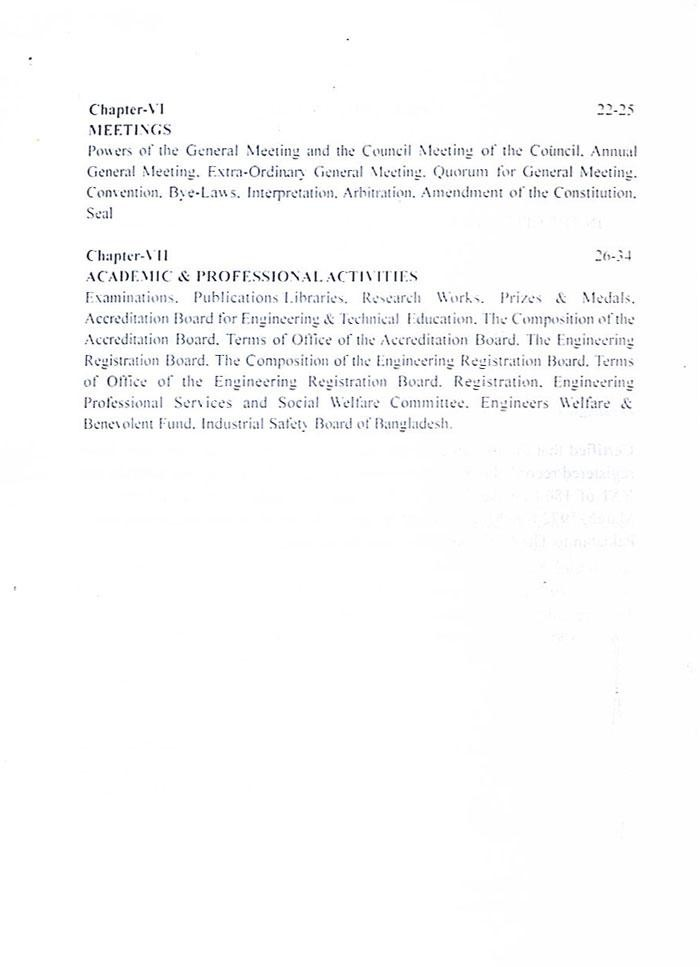 Chapter-VI 22-25
MEETINGS
Powers of the General Meeting and the Council Meeting of the Council, Annual
General Meeting, Extra-Ordinary General Meeting, Quorum for General Meeting,
Convention, Bye-Laws, Interpretation, Arbitration, Amendment of the Constitution,
Seal
Chapter-VII 26-34
ACADEMIC & PROFESSIONAL ACTIVITIES
Examinations, Publications Libraries, Research Works, Prizes & Medals,
Accreditation Board for Engineering & Technical Education, The Composition of the
Accreditation Board, Terms of Office of the Accreditation Board, The Engineering
Registration Board, The Composition of the Engineering Registration Board, Terms
of Office of the Engineering Registration Board, Registration, Engineering
Professional Services and Social Welfare Committee, Engineers Welfare &
Benevolent Fund, Industrial Safety Board of Bangladesh.